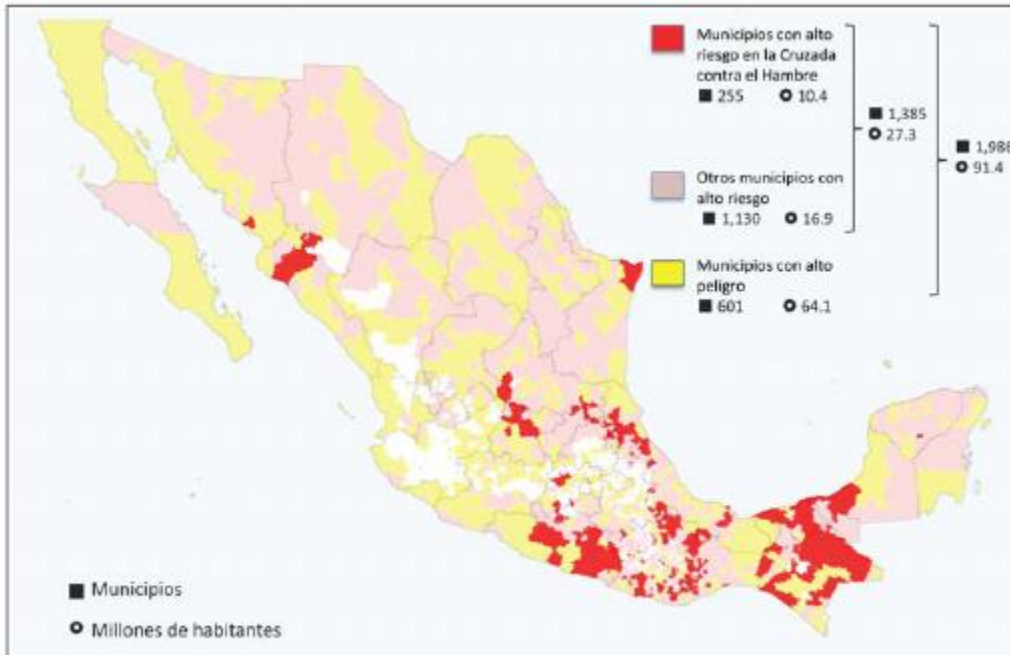 Municipios con alto
riesgo en la Cruzada
contra el Hambre
■ 255 ○ 10.4
■ 1,385
○ 27.3
■ 1,986
○ 91.4
Otros municipios con
alto riesgo
■ 1,130 ○ 16.9
Municipios con alto
peligro
■ 601 ○ 64.1
■ Municipios
○ Millones de habitantes